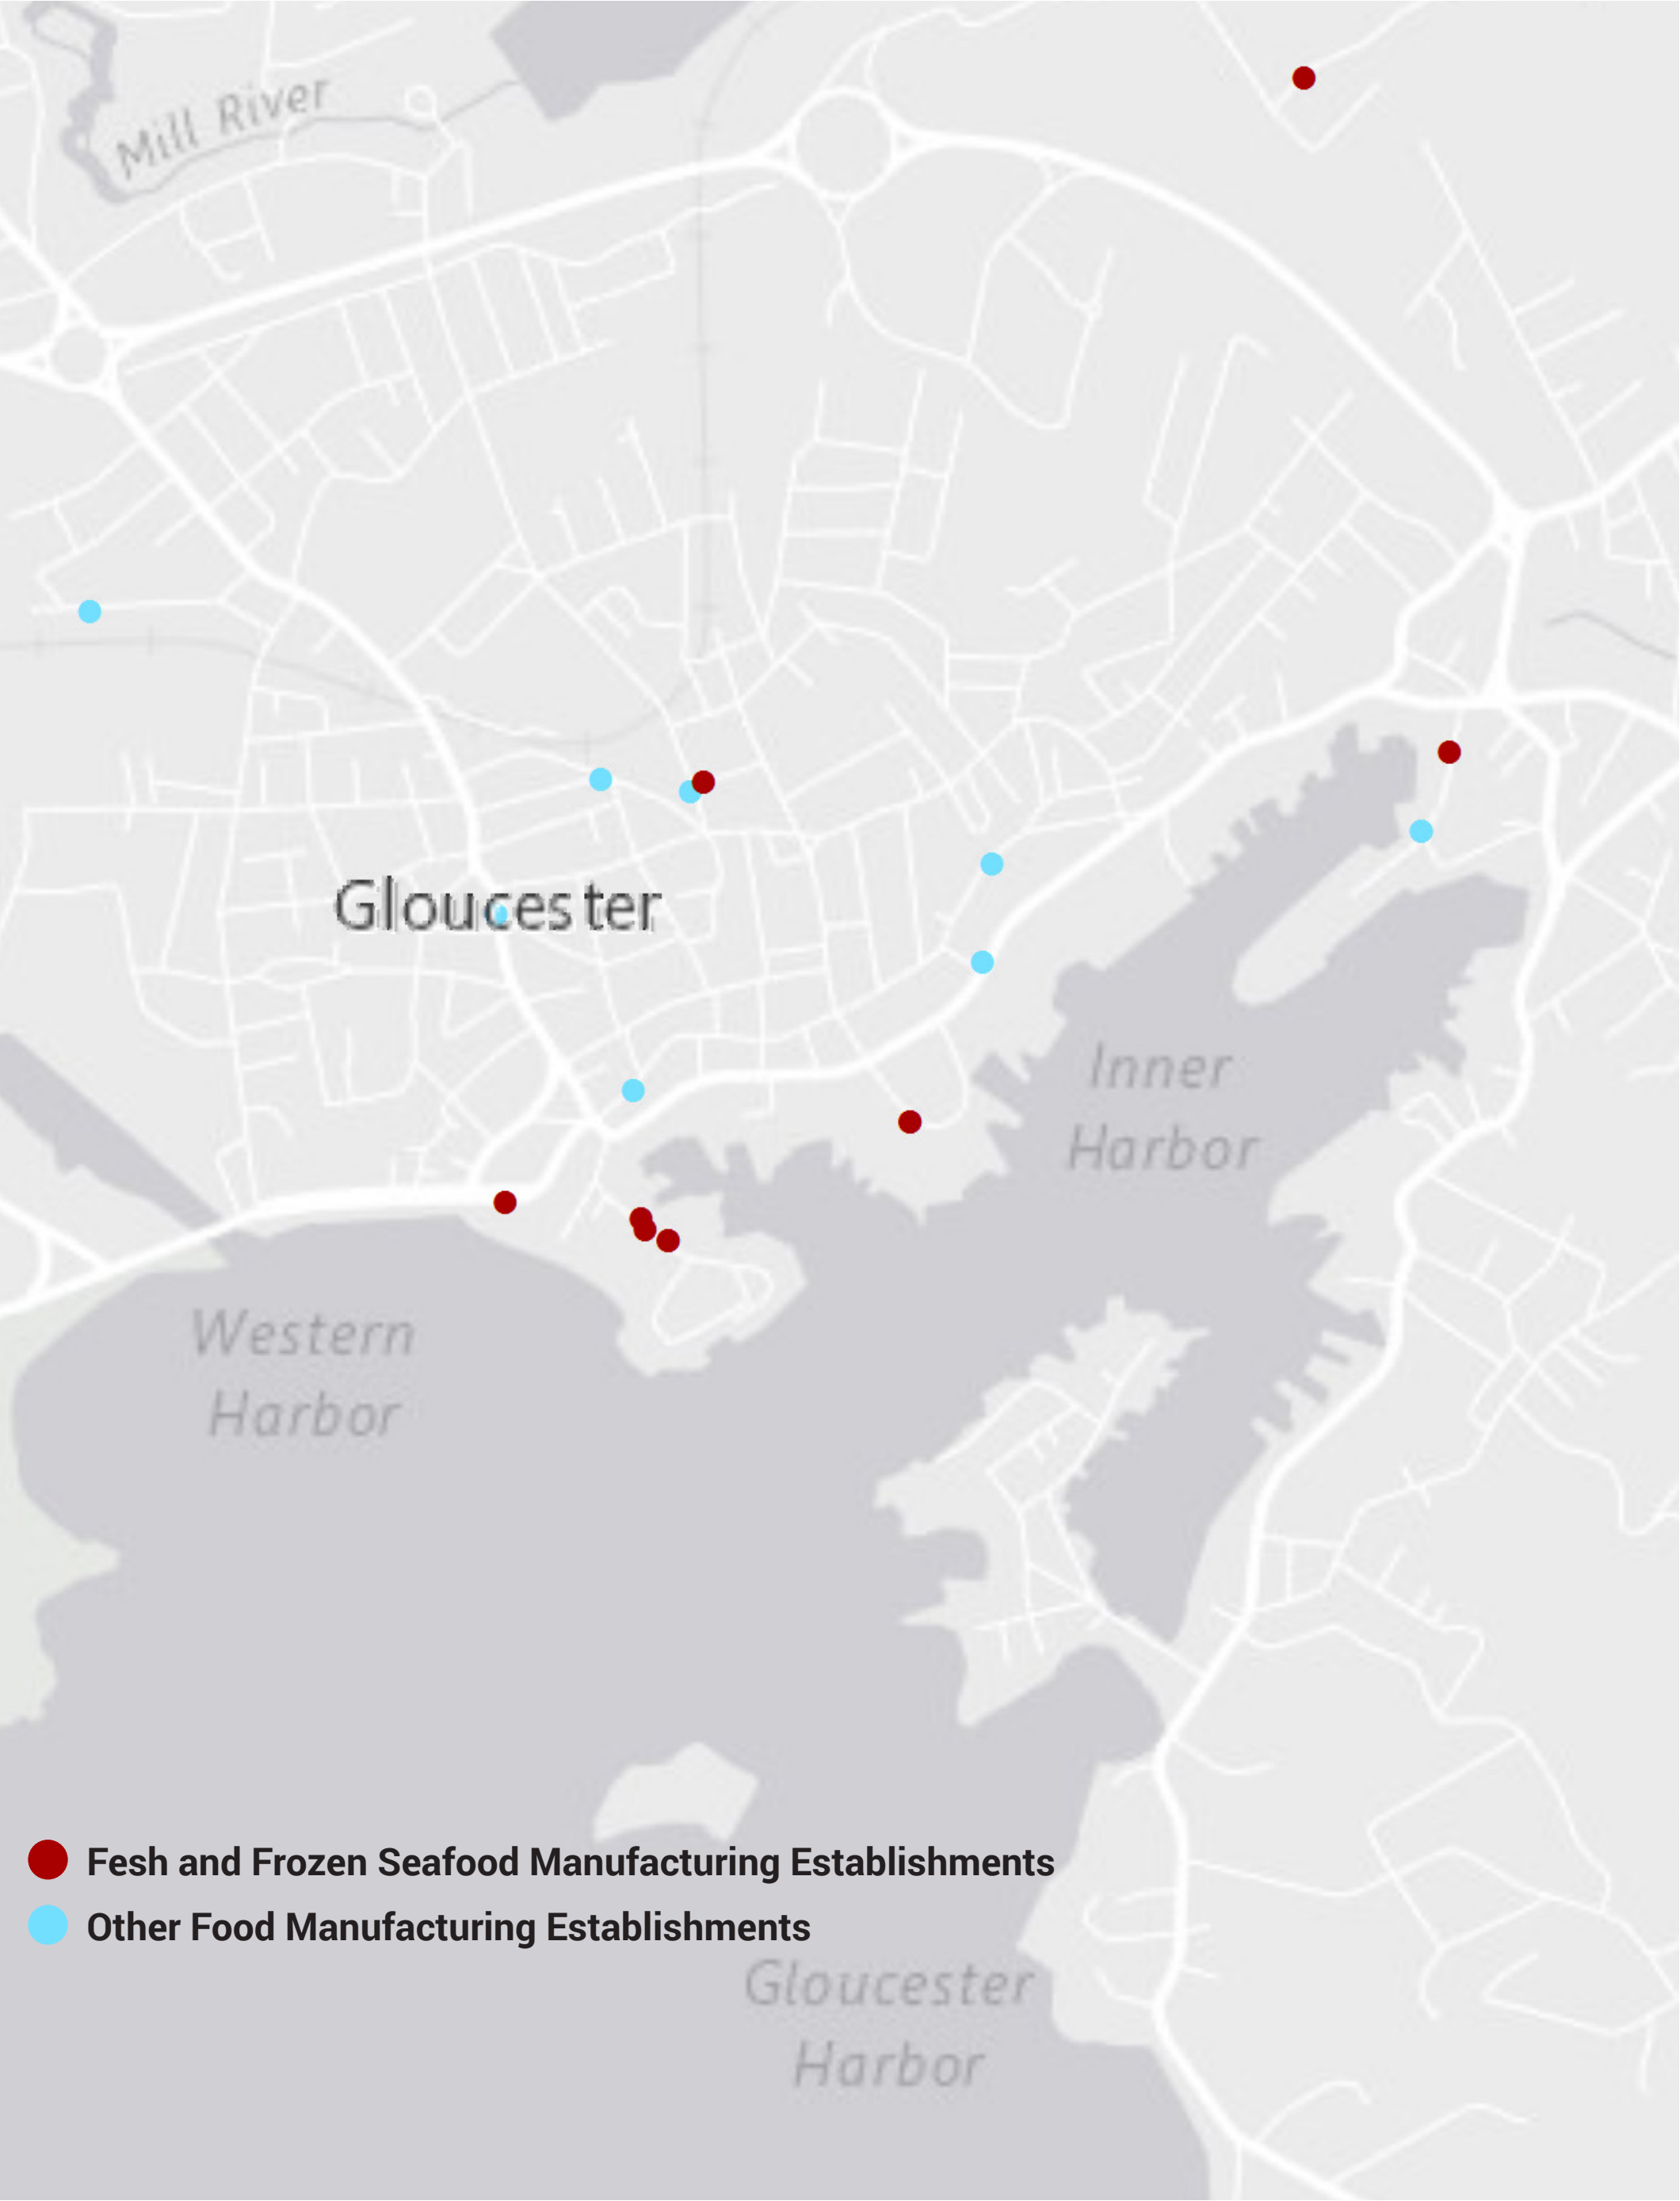 Mill River
Gloucester
Inner
Harbor
Western
Harbor
Fesh and Frozen Seafood Manufacturing Establishments
Other Food Manufacturing Establishments
Gloucester
Harbor